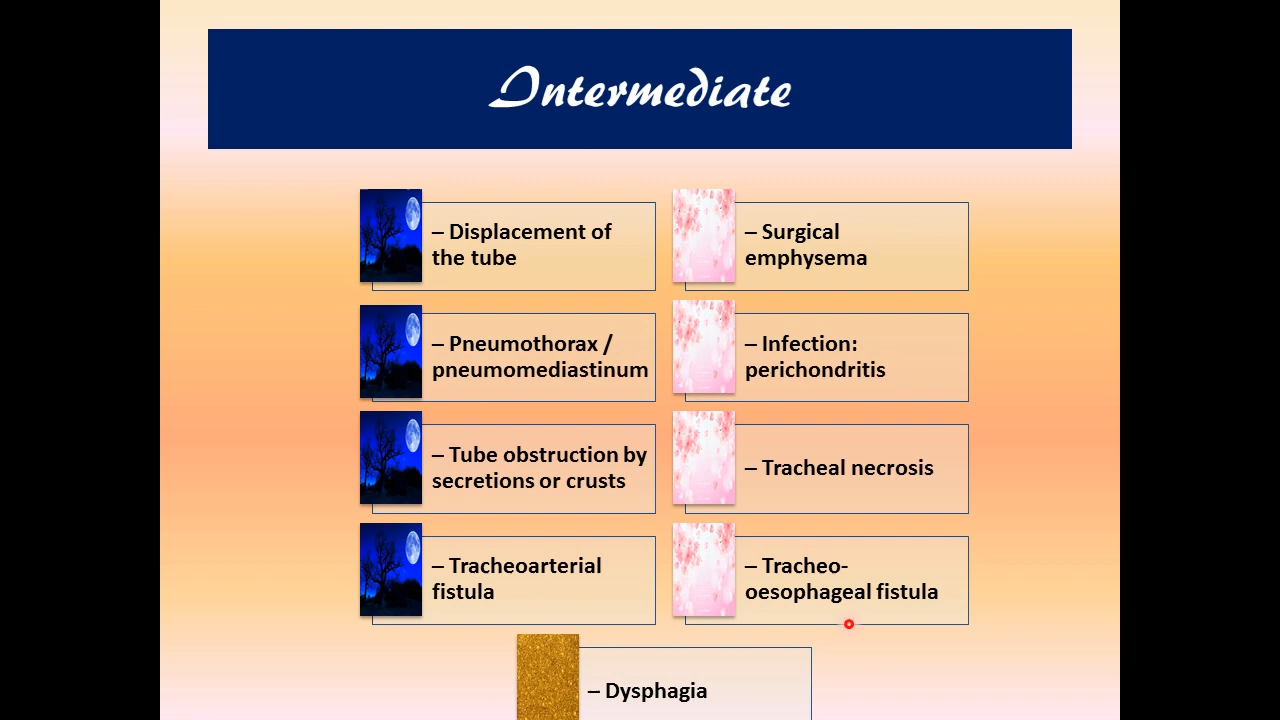 Intermediate
– Displacement of
the tube
– Surgical
emphysema
– Pneumothorax /
pneumomediastinum
– Infection:
perichondritis
– Tube obstruction by
secretions or crusts
– Tracheal necrosis
– Tracheoarterial
fistula
– Tracheo-
oesophageal fistula
– Dysphagia